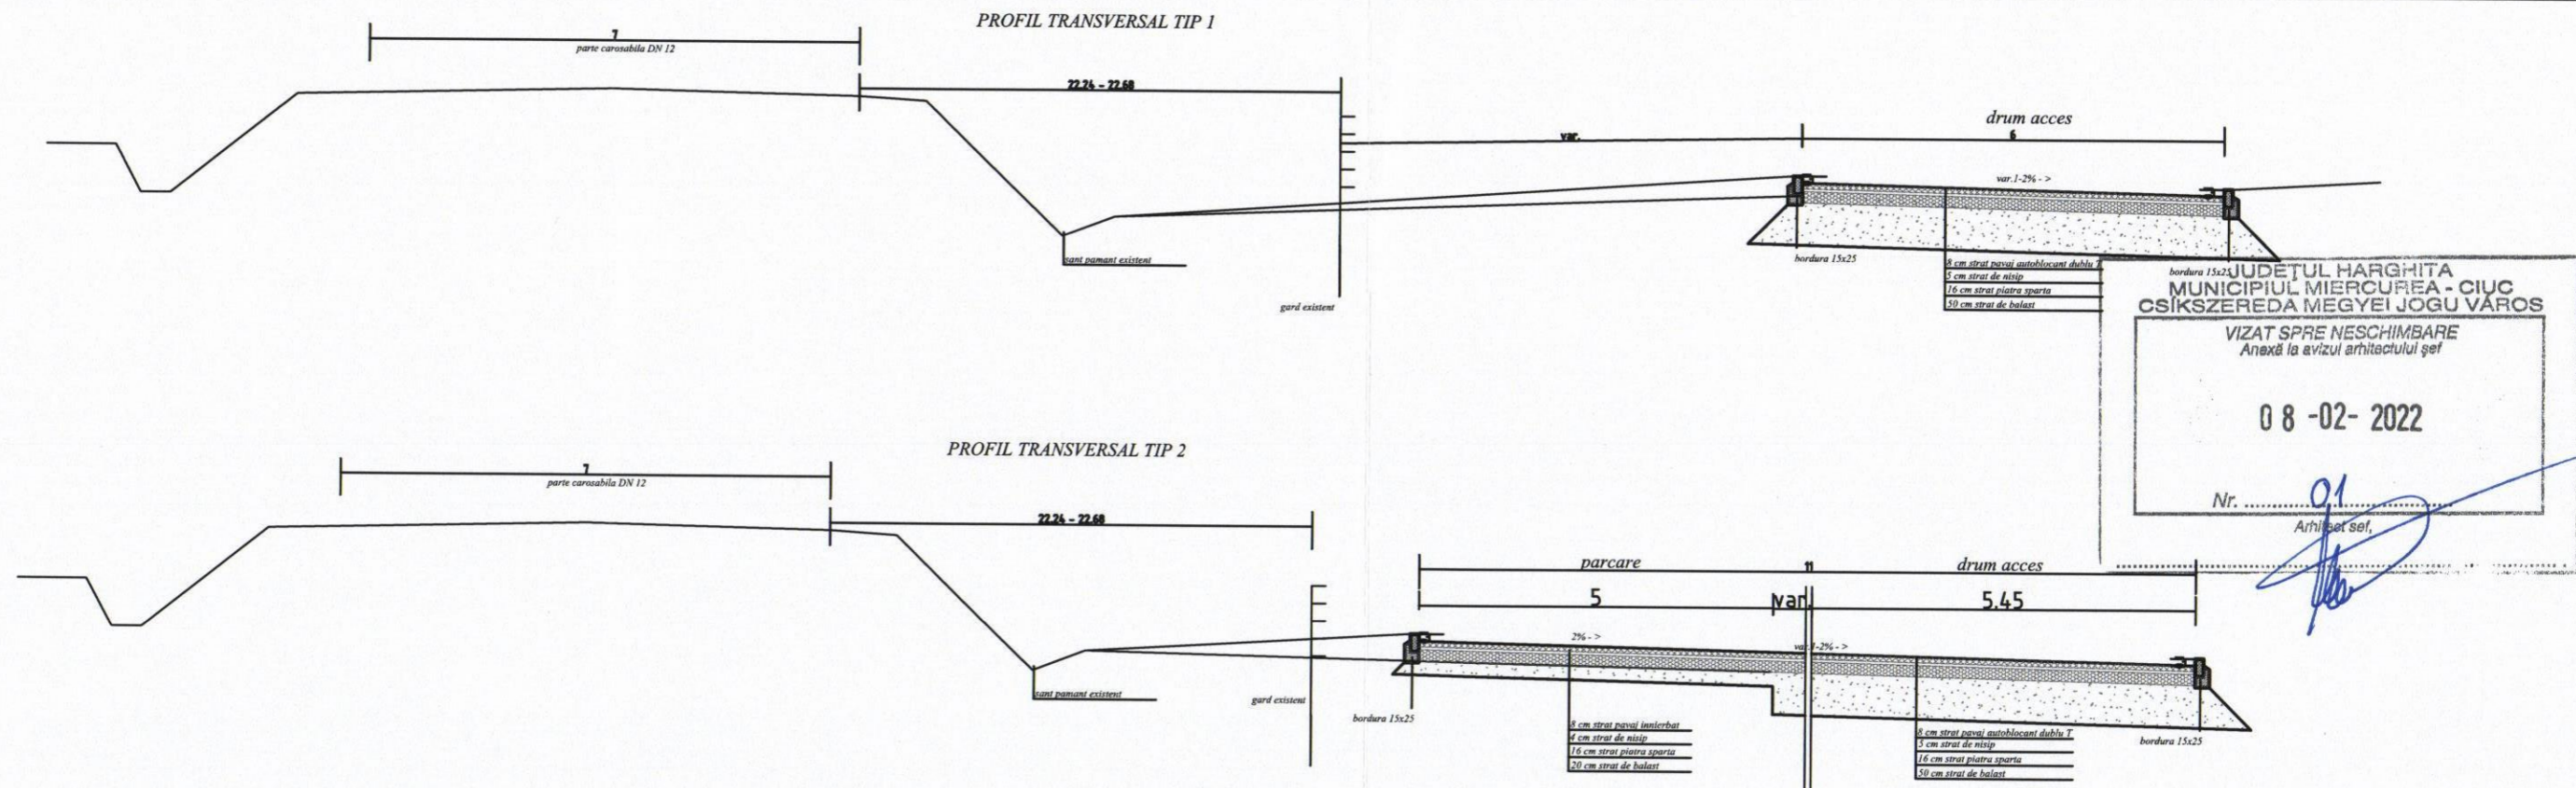 PROFIL TRANSVERSAL TIP 1
7
parte carosabila DN 12
22.24 - 22.68
var.
drum acces
6
var.1-2% - >
sant pamant existent
gard existent
bordura 15x25
8 cm strat pavaj autoblocant dublu T
5 cm strat de nisip
16 cm strat piatra sparta
50 cm strat de balast
bordura 15x25
JUDEȚUL HARGHITA
MUNICIPIUL MIERCUREA - CIUC
CSÍKSZEREDA MEGYEI JOGU VÁROS
VIZAT SPRE NESCHIMBARE
Anexă la avizul arhitectului șef
08 -02- 2022
Nr. 01
Arhitect sef,
PROFIL TRANSVERSAL TIP 2
7
parte carosabila DN 12
22.24 - 22.68
parcare 11 drum acces
5 var. 5.45
2% - >
var.1-2% - >
sant pamant existent
gard existent
bordura 15x25
8 cm strat pavaj innierbat
4 cm strat de nisip
16 cm strat piatra sparta
20 cm strat de balast
8 cm strat pavaj autoblocant dublu T
5 cm strat de nisip
16 cm strat piatra sparta
50 cm strat de balast
bordura 15x25